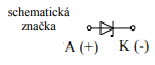 schematická
značka
A (+) K (-)